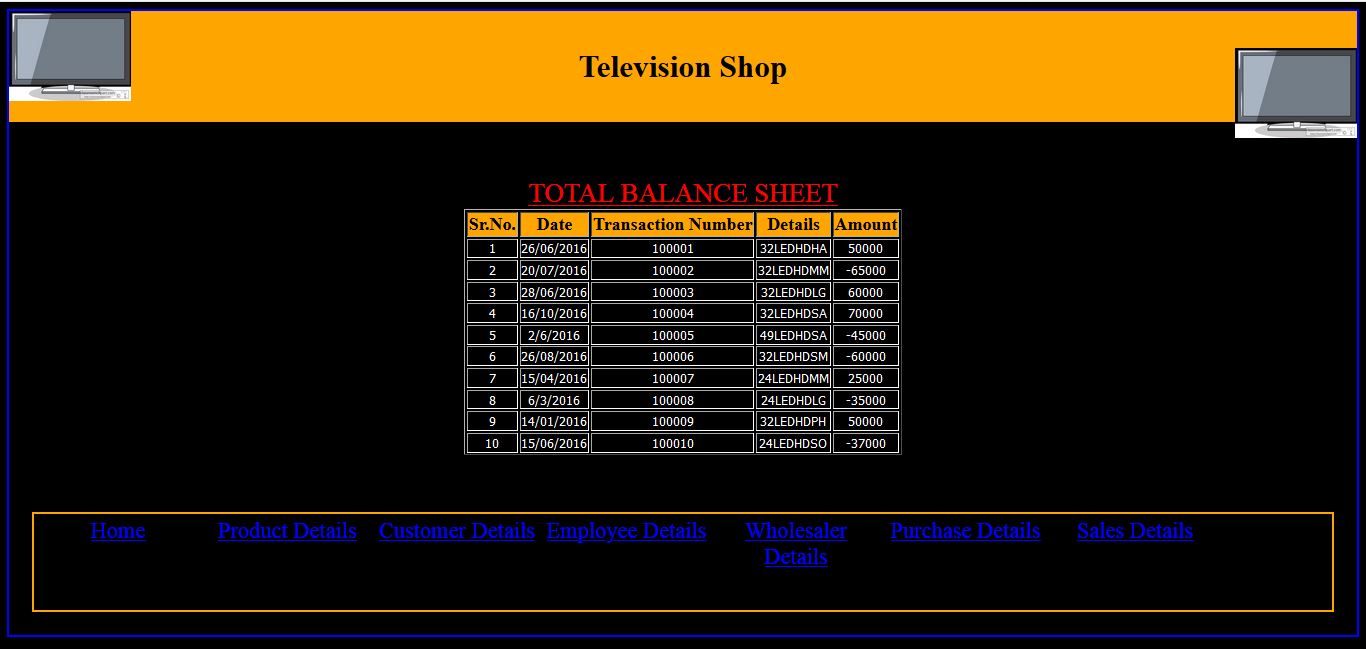 Television Shop
TOTAL BALANCE SHEET
Sr.No. Date Transaction Number Details Amount
1 26/06/2016 100001 32LEDHDHA 50000
2 20/07/2016 100002 32LEDHDMM -65000
3 28/06/2016 100003 32LEDHDLG 60000
4 16/10/2016 100004 32LEDHDSA 70000
5 2/6/2016 100005 49LEDHDSA -45000
6 26/08/2016 100006 32LEDHDSM -60000
7 15/04/2016 100007 24LEDHDMM 25000
8 6/3/2016 100008 24LEDHDLG -35000
9 14/01/2016 100009 32LEDHDPH 50000
10 15/06/2016 100010 24LEDHDSO -37000
Home Product Details Customer Details Employee Details Wholesaler Purchase Details Sales Details
Details